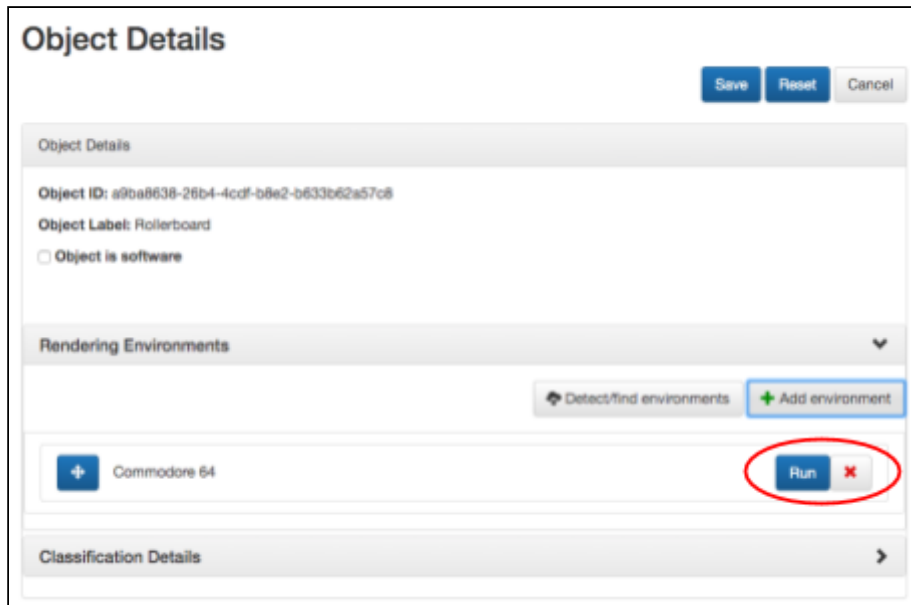 Object Details
Save Reset Cancel
Object Details
Object ID: a9ba8638-26b4-4cdf-b8e2-b633b62a57c8
Object Label: Rollerboard
Object is software
Rendering Environments
Detect/find environments + Add environment
Commodore 64 Run
Classification Details